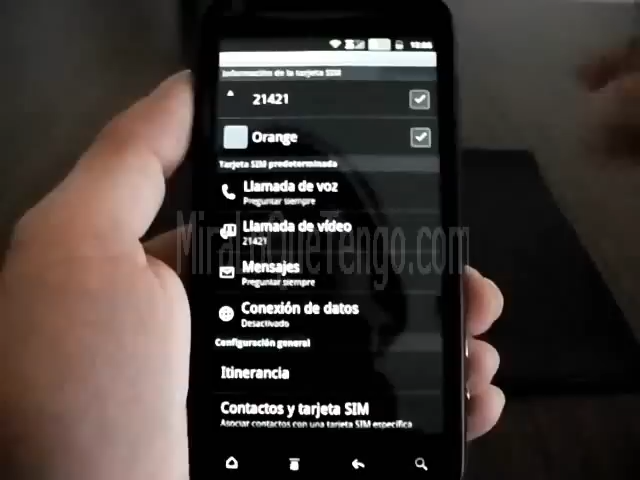 Información de la tarjeta SIM
21421
Orange
Tarjeta SIM predeterminada
Llamada de voz
Preguntar siempre
Llamada de vídeo
21421
MiraloQueTengo.com
Mensajes
Preguntar siempre
Conexión de datos
Desactivado
Configuración general
Itinerancia
Contactos y tarjeta SIM
Asociar contactos con una tarjeta SIM específica